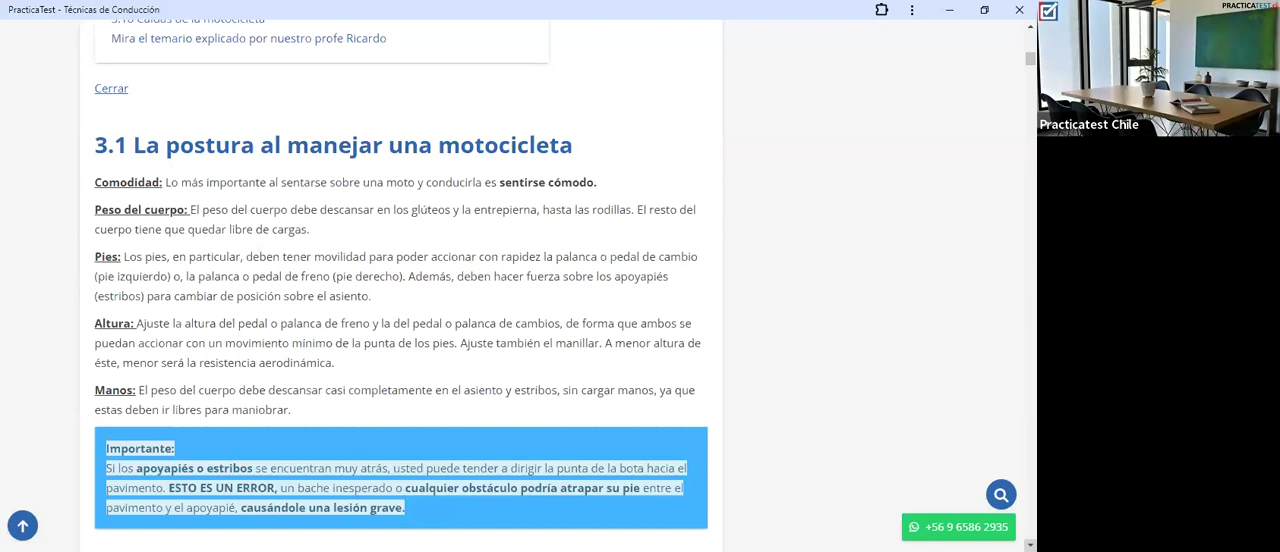 PracticaTest - Técnicas de Conducción
3.16 Caídas de la motocicleta
Mira el temario explicado por nuestro profe Ricardo
Cerrar
3.1 La postura al manejar una motocicleta
Comodidad: Lo más importante al sentarse sobre una moto y conducirla es sentirse cómodo.
Peso del cuerpo: El peso del cuerpo debe descansar en los glúteos y la entrepierna, hasta las rodillas. El resto del
cuerpo tiene que quedar libre de cargas.
Pies: Los pies, en particular, deben tener movilidad para poder accionar con rapidez la palanca o pedal de cambio
(pie izquierdo) o, la palanca o pedal de freno (pie derecho). Además, deben hacer fuerza sobre los apoyapiés
(estribos) para cambiar de posición sobre el asiento.
Altura: Ajuste la altura del pedal o palanca de freno y la del pedal o palanca de cambios, de forma que ambos se
puedan accionar con un movimiento mínimo de la punta de los pies. Ajuste también el manillar. A menor altura de
éste, menor será la resistencia aerodinámica.
Manos: El peso del cuerpo debe descansar casi completamente en el asiento y estribos, sin cargar manos, ya que
estas deben ir libres para maniobrar.
Importante:
Si los apoyapiés o estribos se encuentran muy atrás, usted puede tender a dirigir la punta de la bota hacia el
pavimento. ESTO ES UN ERROR, un bache inesperado o cualquier obstáculo podría atrapar su pie entre el
pavimento y el apoyapié, causándole una lesión grave.
+56 9 6586 2935
PRACTICATEST.cl
Practicatest Chile